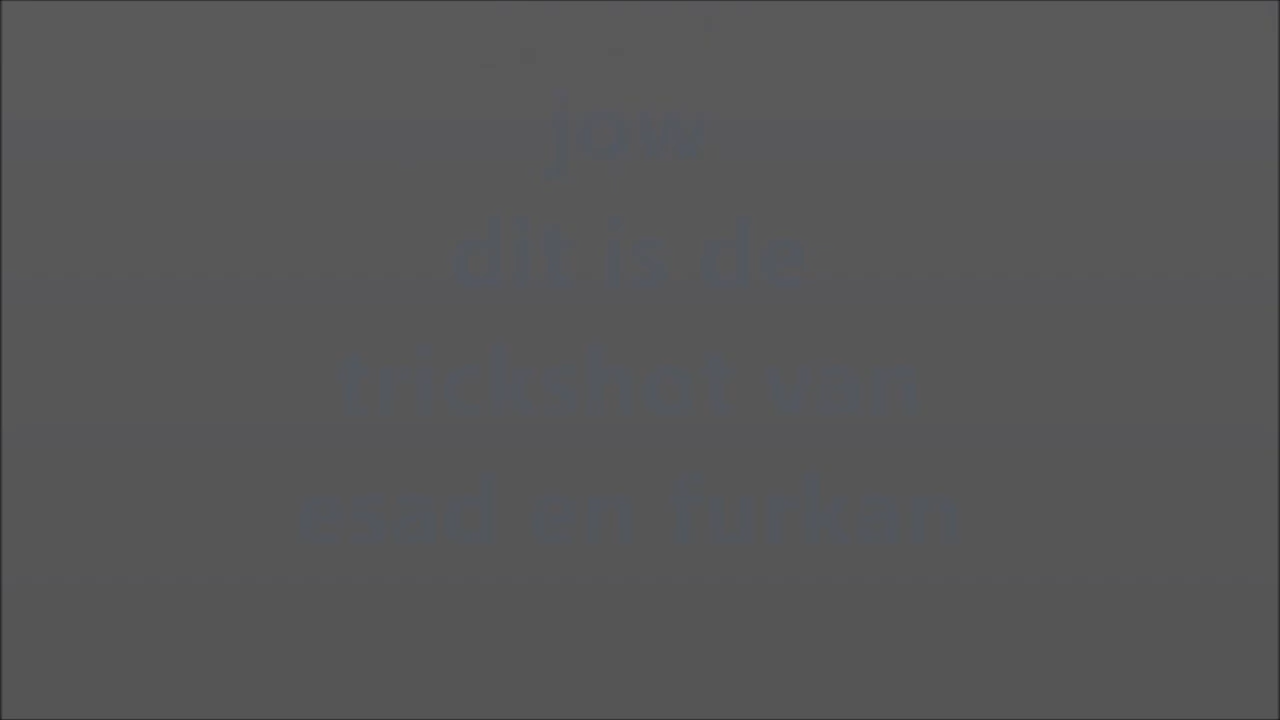 jow
dit is de
trickshot van
esad en furkan